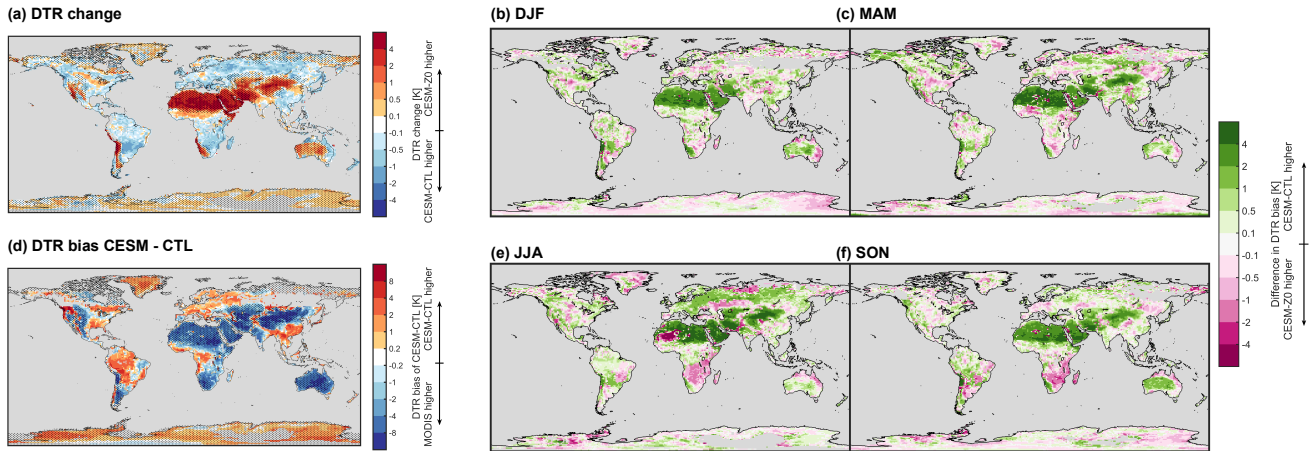 (a) DTR change
4
2
1
0.5
0.1
-0.1
-0.5
-1
-2
-4
DTR change [K]
CESM-CTL higher CESM-Z0 higher
(b) DJF
(c) MAM
(d) DTR bias CESM - CTL
8
4
2
1
0.2
-0.2
-1
-2
-4
-8
DTR bias of CESM-CTL [K]
MODIS higher CESM-CTL higher
(e) JJA
(f) SON
4
2
1
0.5
0.1
-0.1
-0.5
-1
-2
-4
Difference in DTR bias [K]
CESM-Z0 higher CESM-CTL higher